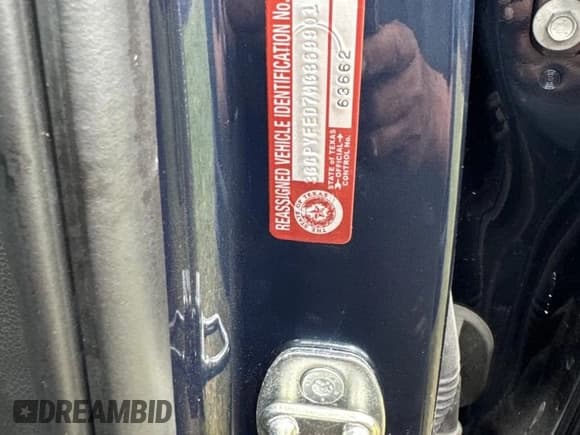 REASSIGNED VEHICLE IDENTIFICATION No.
63662
STATE of TEXAS
OFFICIAL
CONTROL No.
THE STATE OF TEXAS
DREAMBID